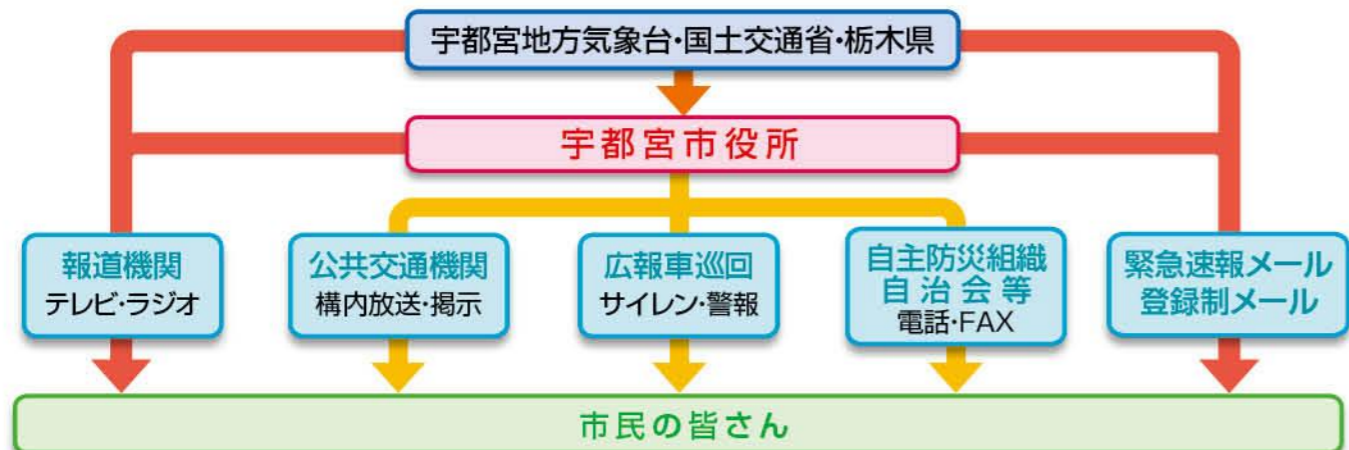 宇都宮地方気象台・国土交通省・栃木県
宇都宮市役所
報道機関
テレビ・ラジオ
公共交通機関
構内放送・掲示
広報車巡回
サイレン・警報
自主防災組織
自治会等
電話・FAX
緊急速報メール
登録制メール
市民の皆さん